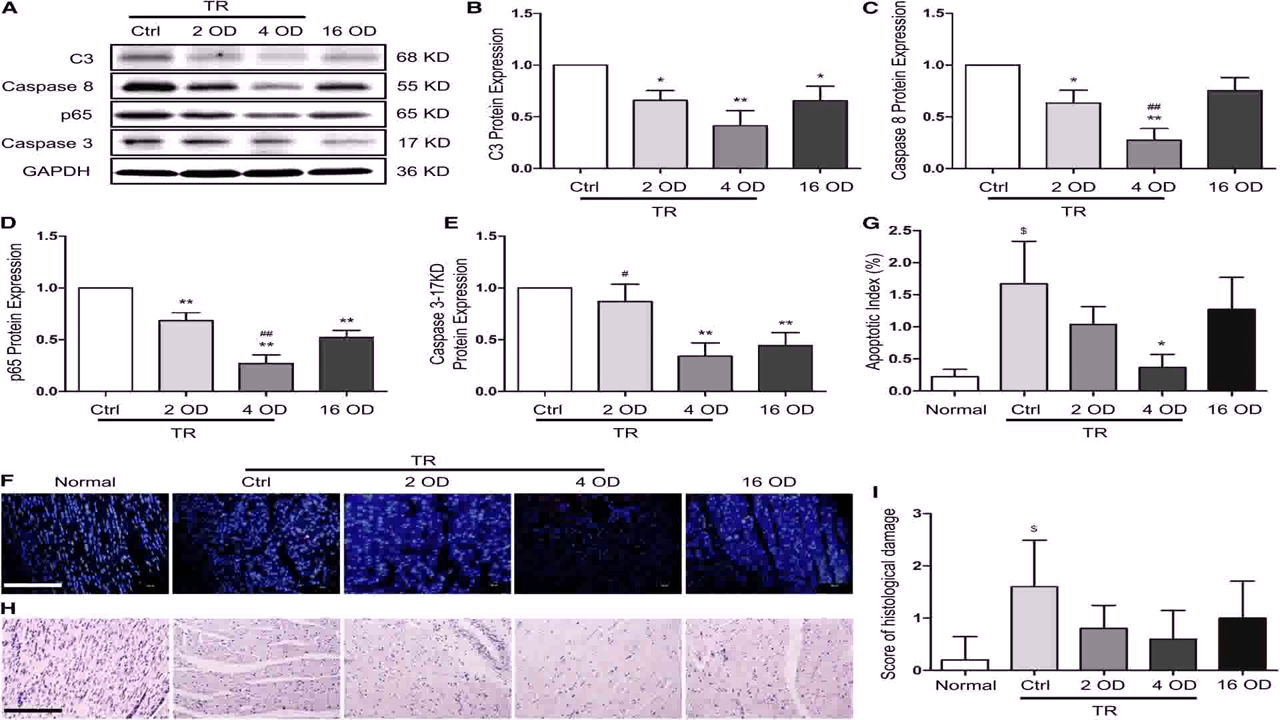 A
TR
Ctrl 2 OD 4 OD 16 OD
C3 68 KD
Caspase 8 55 KD
p65 65 KD
Caspase 3 17 KD
GAPDH 36 KD
B
C3 Protein Expression
1.5
1.0
0.5
0.0
*
**
*
Ctrl 2 OD 4 OD 16 OD
TR
C
Caspase 8 Protein Expression
1.5
1.0
0.5
0.0
*
##
**
Ctrl 2 OD 4 OD 16 OD
TR
D
p65 Protein Expression
1.5
1.0
0.5
0.0
**
##
**
**
Ctrl 2 OD 4 OD 16 OD
TR
E
Caspase 3-17KD
Protein Expression
1.5
1.0
0.5
0.0
#
**
**
Ctrl 2 OD 4 OD 16 OD
TR
G
Apoptotic Index (%)
2.5
2.0
1.5
1.0
0.5
0.0
$
*
Normal Ctrl 2 OD 4 OD 16 OD
TR
TR
F Normal Ctrl 2 OD 4 OD 16 OD
H
I
Score of histological damage
3
2
1
0
$
Normal Ctrl 2 OD 4 OD 16 OD
TR